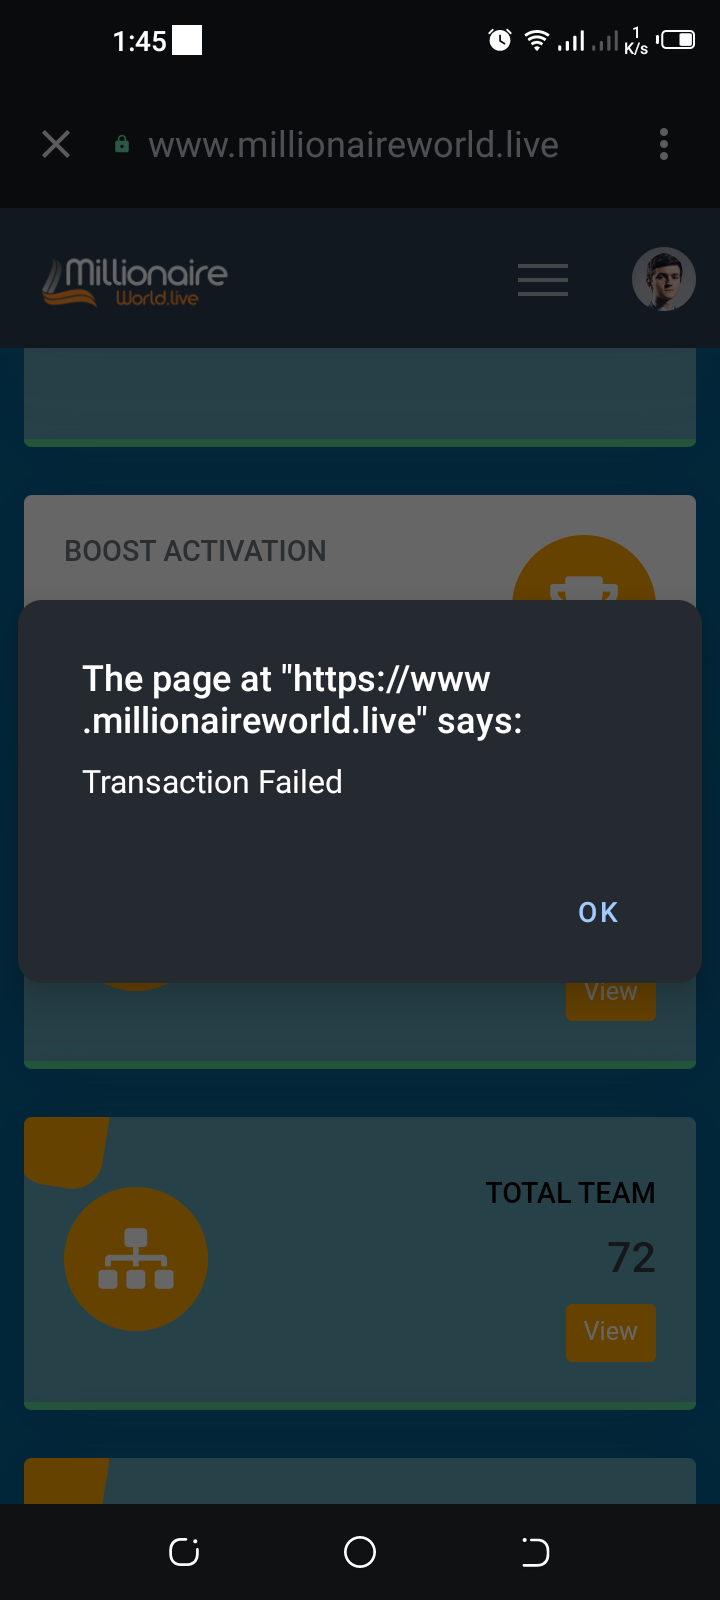 1:45
1
K/s
www.millionaireworld.live
Millionaire
World.live
BOOST ACTIVATION
The page at "https://www
.millionaireworld.live" says:
Transaction Failed
OK
View
TOTAL TEAM
72
View